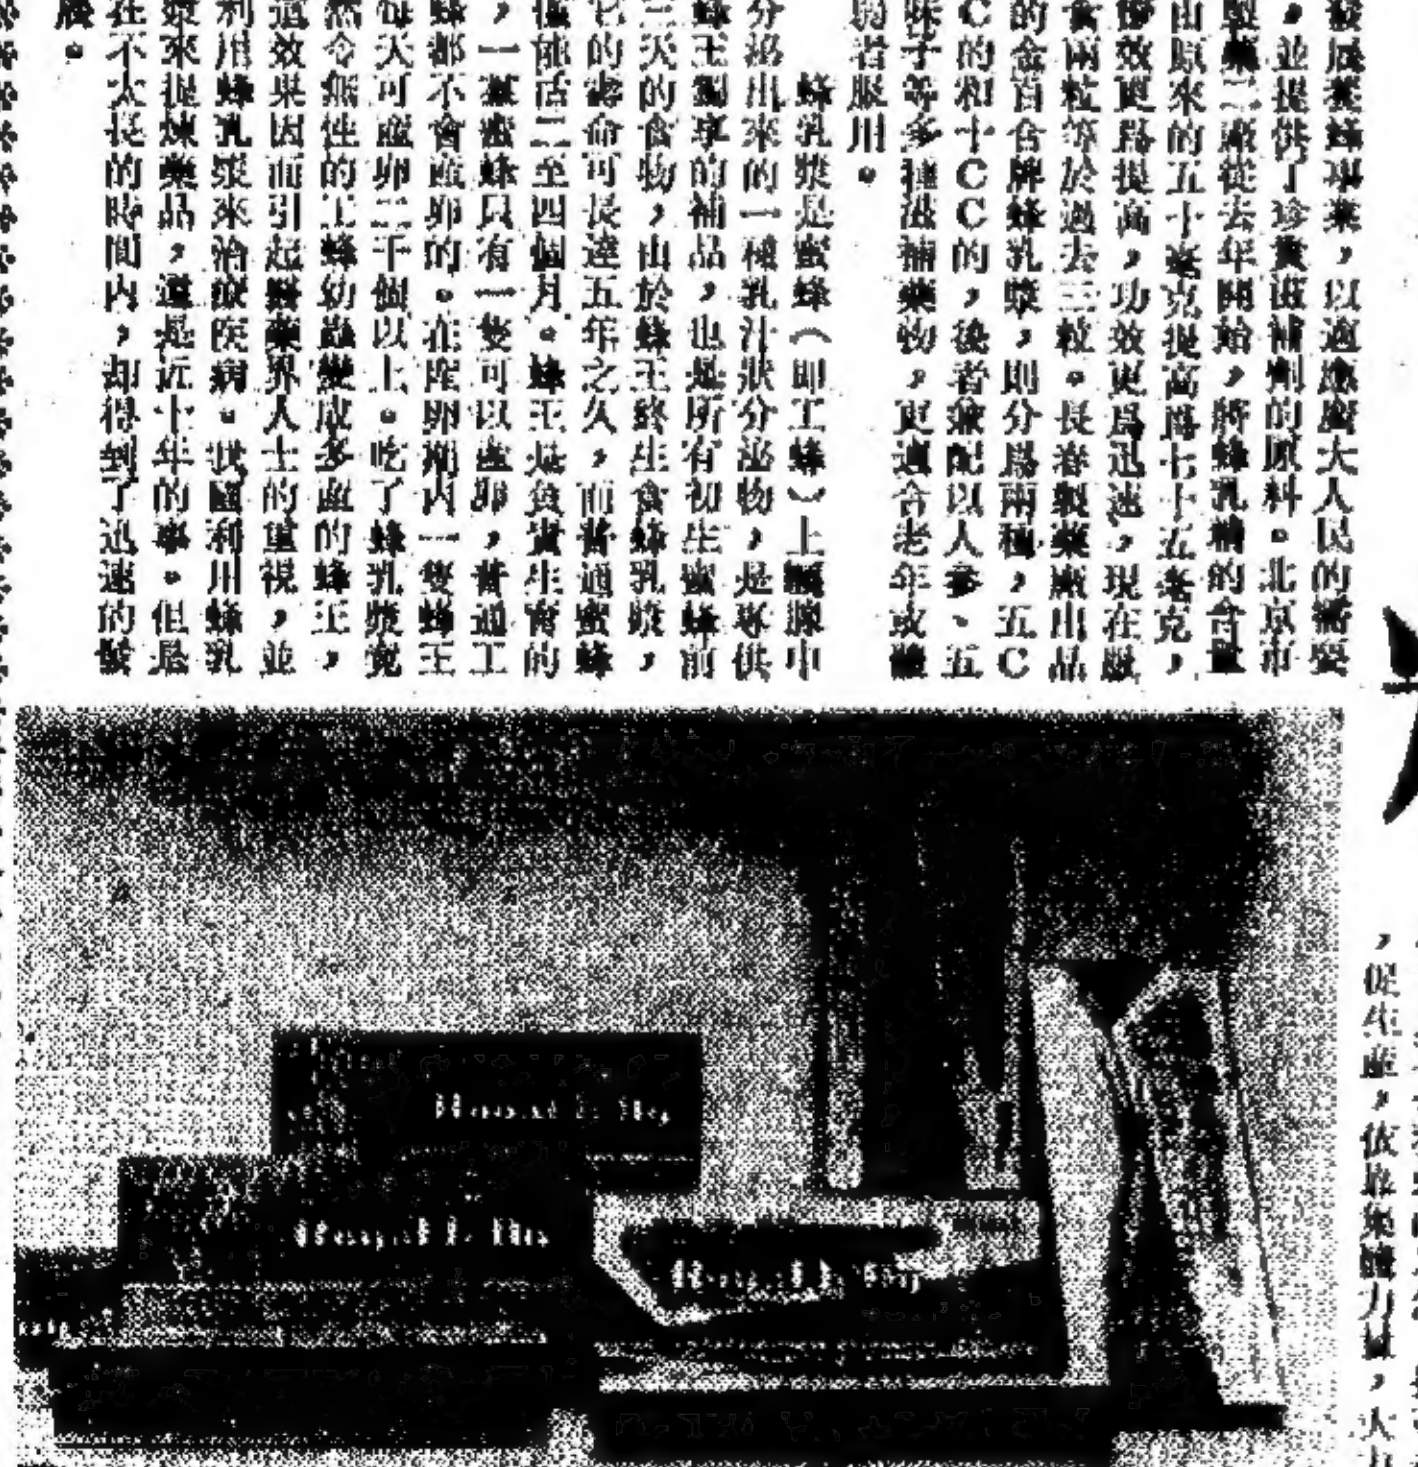 發展養蜂事業，以適應廣大人民的需要
，並提供了珍貴滋補劑的原料。北京市
製藥二廠從去年開始，將蜂乳精的含量
由原來的五十毫克提高爲七十五毫克，
療效更爲提高，功效更爲迅速，現在服
食兩粒等於過去三粒。長春製藥廠出品
的金百合牌蜂乳漿，則分爲兩種，五C
C的和十CC的，後者兼配以人參、五
味子等多種滋補藥物，更適合老年或體
弱者服用。
蜂乳漿是蜜蜂（即工蜂）上顎腺中
分泌出來的一種乳汁狀分泌物，是專供
蜂王獨享的補品，也是所有初生蜜蜂前
三天的食物，由於蜂王終生食蜂乳漿，
它的壽命可長達五年之久，而普通蜜蜂
僅能活二至四個月。蜂王是負責生育的
，一羣蜜蜂只有一隻可以產卵，普通工
蜂都不會產卵的。在產卵期內一隻蜂王
每天可產卵二千個以上。吃了蜂乳漿竟
然令無性的工蜂幼蟲變成多產的蜂王，
這效果因而引起醫藥界人士的重視，並
利用蜂乳漿來治療疾病。我國利用蜂乳
漿來提煉藥品，還是近十年的事。但是
在不太長的時間內，却得到了迅速的發
展。
，促生產，依靠集體力量，大力